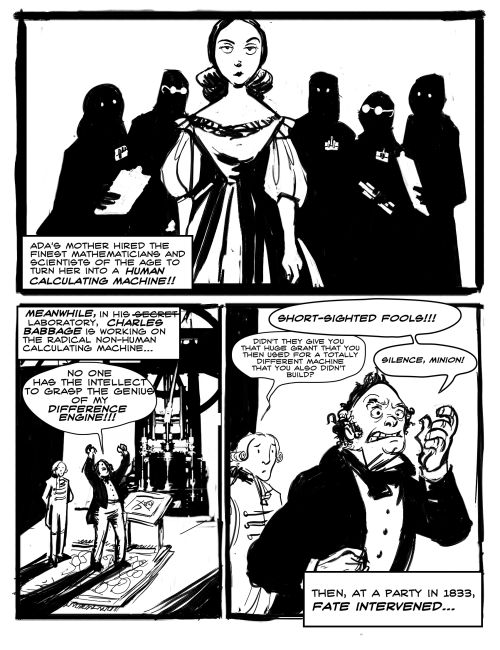 ADA'S MOTHER HIRED THE
FINEST MATHEMATICIANS AND
SCIENTISTS OF THE AGE TO
TURN HER INTO A HUMAN
CALCULATING MACHINE!!
MEANWHILE, IN HIS SECRET
LABORATORY, CHARLES
BABBAGE IS WORKING ON
THE RADICAL NON-HUMAN
CALCULATING MACHINE...
NO ONE
HAS THE INTELLECT
TO GRASP THE GENIUS
OF MY
DIFFERENCE
ENGINE!!!
SHORT-SIGHTED FOOLS!!!
DIDN'T THEY GIVE YOU
THAT HUGE GRANT THAT YOU
THEN USED FOR A TOTALLY
DIFFERENT MACHINE
THAT YOU ALSO DIDN'T
BUILD?
SILENCE, MINION!
THEN, AT A PARTY IN 1833,
FATE INTERVENED...